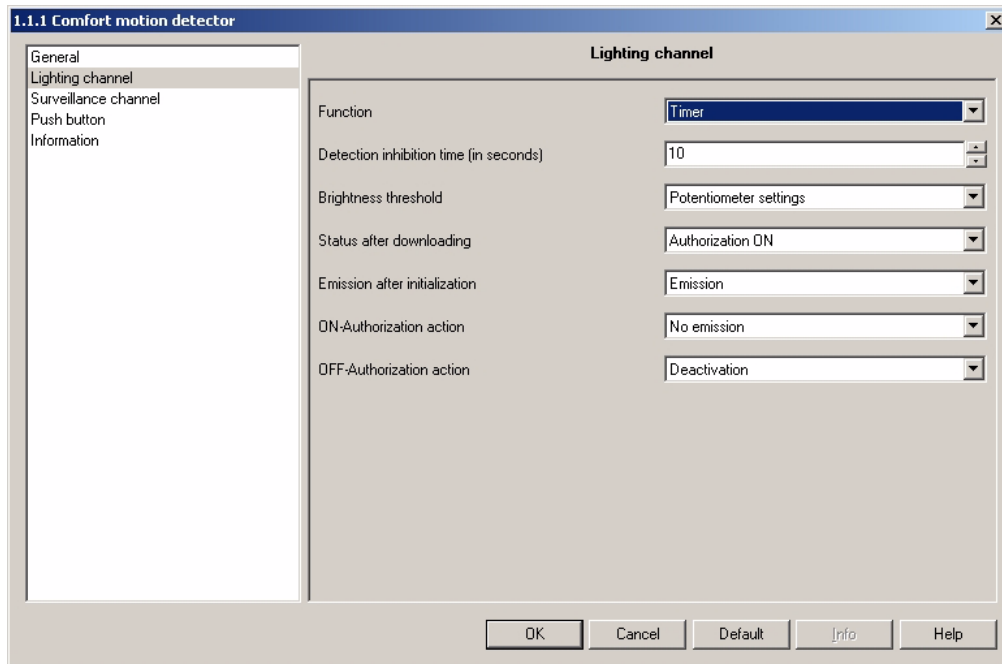 1.1.1 Comfort motion detector
General
Lighting channel
Surveillance channel
Push button
Information
Lighting channel
Function Timer
Detection inhibition time (in seconds) 10
Brightness threshold Potentiometer settings
Status after downloading Authorization ON
Emission after initialization Emission
ON-Authorization action No emission
OFF-Authorization action Deactivation
OK Cancel Default Info Help